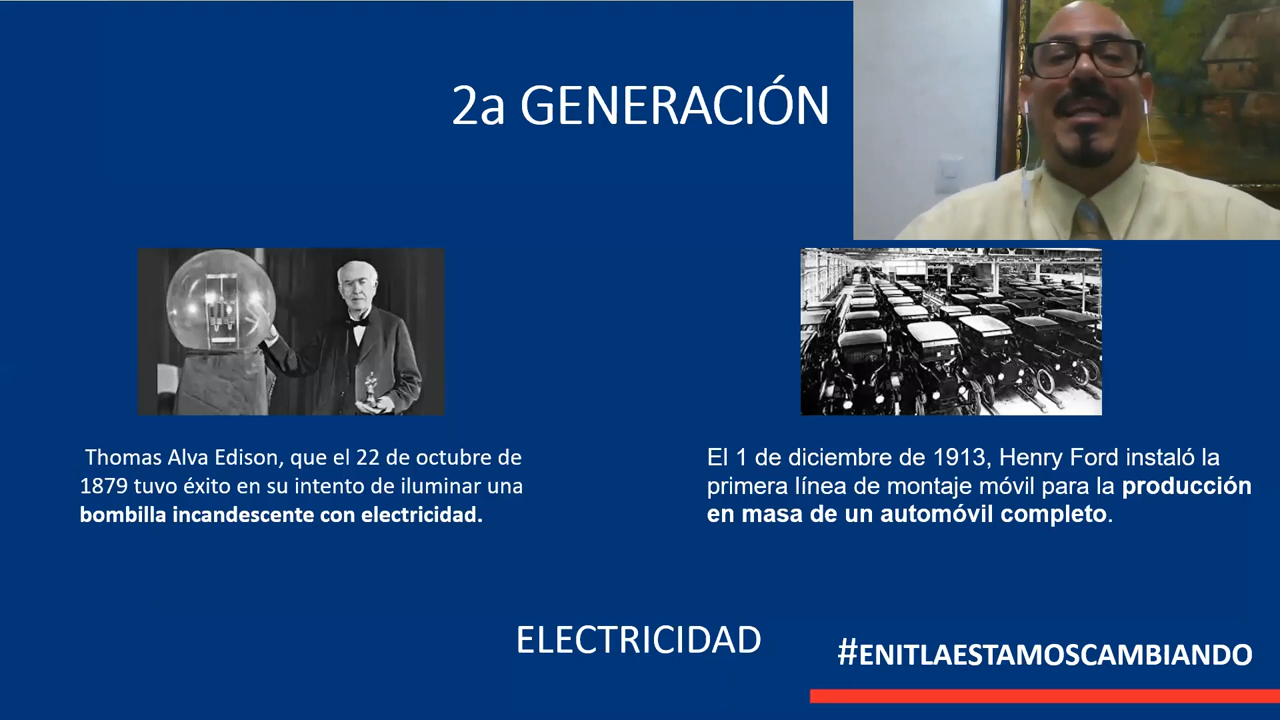 2a GENERACIÓN
Thomas Alva Edison, que el 22 de octubre de
1879 tuvo éxito en su intento de iluminar una
bombilla incandescente con electricidad.
El 1 de diciembre de 1913, Henry Ford instaló la
primera línea de montaje móvil para la producción
en masa de un automóvil completo.
ELECTRICIDAD
#ENITLAESTAMOSCAMBIANDO